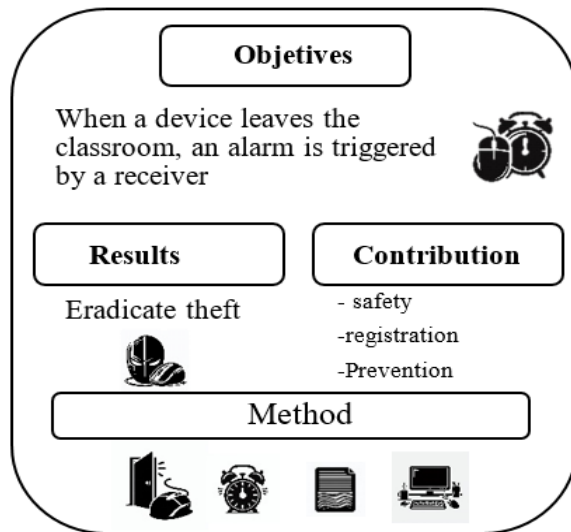 Objetives
When a device leaves the
classroom, an alarm is triggered
by a receiver
Results
Contribution
Eradicate theft
- safety
-registration
-Prevention
Method